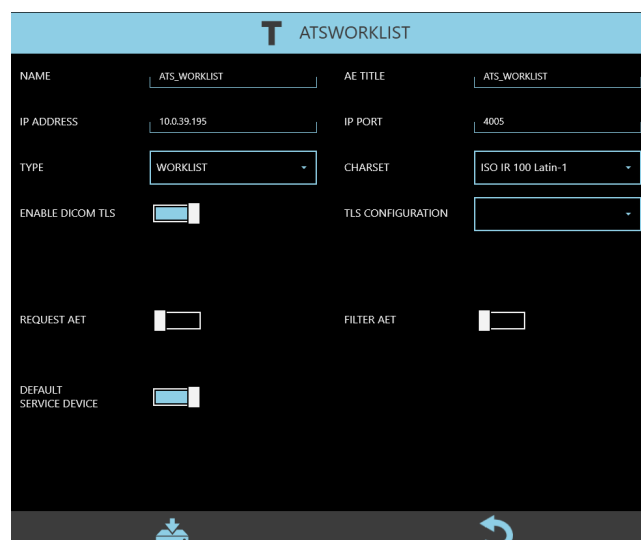 T ATSWORKLIST
NAME ATS_WORKLIST AE TITLE ATS_WORKLIST
IP ADDRESS 10.0.39.195 IP PORT 4005
TYPE WORKLIST CHARSET ISO IR 100 Latin-1
ENABLE DICOM TLS TLS CONFIGURATION
REQUEST AET FILTER AET
DEFAULT
SERVICE DEVICE